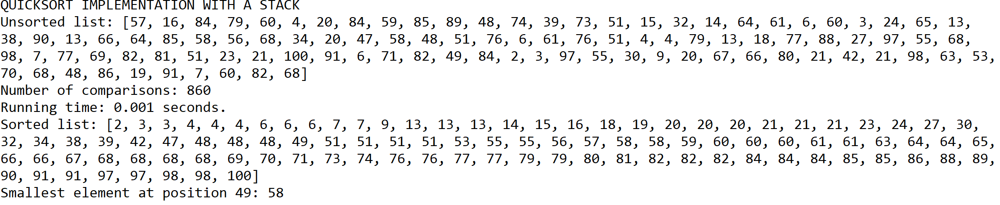 QUICKSORT IMPLEMENTATION WITH A STACK
Unsorted list: [57, 16, 84, 79, 60, 4, 20, 84, 59, 85, 89, 48, 74, 39, 73, 51, 15, 32, 14, 64, 61, 6, 60, 3, 24, 65, 13,
38, 90, 13, 66, 64, 85, 58, 56, 68, 34, 20, 47, 58, 48, 51, 76, 6, 61, 76, 51, 4, 4, 79, 13, 18, 77, 88, 27, 97, 55, 68,
98, 7, 77, 69, 82, 81, 51, 23, 21, 100, 91, 6, 71, 82, 49, 84, 2, 3, 97, 55, 30, 9, 20, 67, 66, 80, 21, 42, 21, 98, 63, 53,
70, 68, 48, 86, 19, 91, 7, 60, 82, 68]
Number of comparisons: 860
Running time: 0.001 seconds.
Sorted list: [2, 3, 3, 4, 4, 4, 6, 6, 6, 7, 7, 9, 13, 13, 13, 14, 15, 16, 18, 19, 20, 20, 20, 21, 21, 21, 23, 24, 27, 30,
32, 34, 38, 39, 42, 47, 48, 48, 48, 49, 51, 51, 51, 51, 53, 55, 55, 56, 57, 58, 58, 59, 60, 60, 60, 61, 61, 63, 64, 64, 65,
66, 66, 67, 68, 68, 68, 68, 69, 70, 71, 73, 74, 76, 76, 77, 77, 79, 79, 80, 81, 82, 82, 82, 84, 84, 84, 85, 85, 86, 88, 89,
90, 91, 91, 97, 97, 98, 98, 100]
Smallest element at position 49: 58